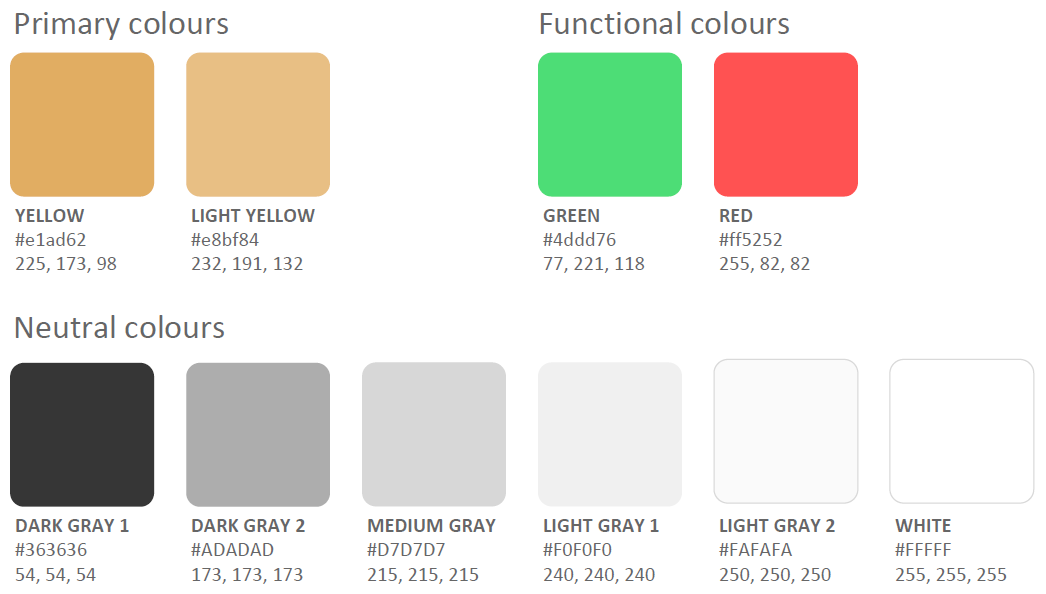 Primary colours
YELLOW
#e1ad62
225, 173, 98
LIGHT YELLOW
#e8bf84
232, 191, 132
Functional colours
GREEN
#4ddd76
77, 221, 118
RED
#ff5252
255, 82, 82
Neutral colours
DARK GRAY 1
#363636
54, 54, 54
DARK GRAY 2
#ADADAD
173, 173, 173
MEDIUM GRAY
#D7D7D7
215, 215, 215
LIGHT GRAY 1
#F0F0F0
240, 240, 240
LIGHT GRAY 2
#FAFAFA
250, 250, 250
WHITE
#FFFFF
255, 255, 255